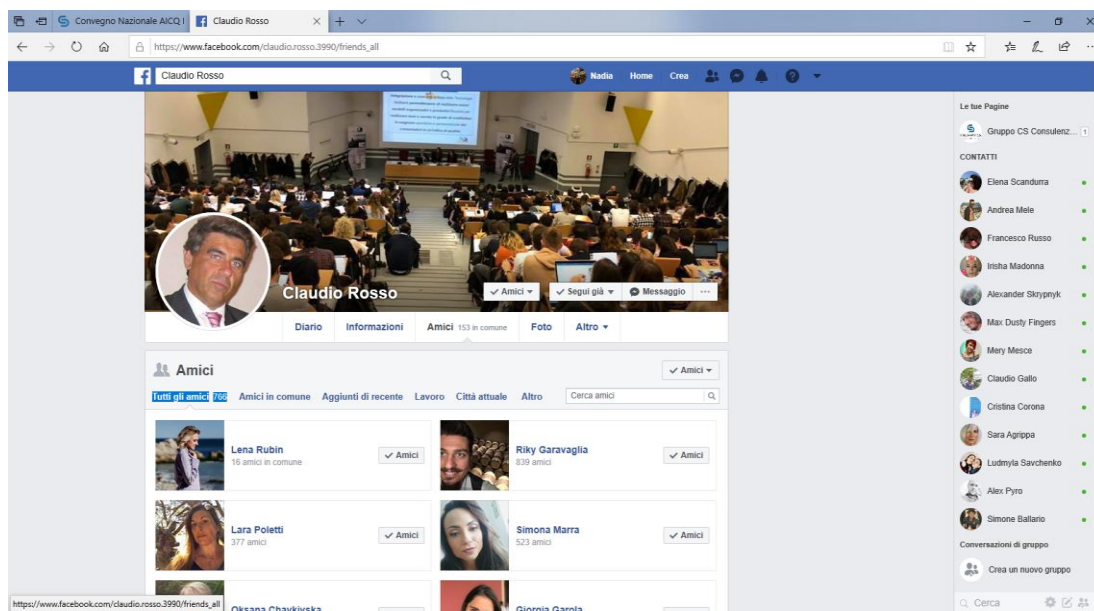 Convegno Nazionale AICQ I
Claudio Rosso
https://www.facebook.com/claudio.rosso.3990/friends_all
Claudio Rosso
Nadia Home Crea
Claudio Rosso
Amici
Segui già
Messaggio
Diario Informazioni Amici 153 in comune Foto Altro
Amici
Amici
Tutti gli amici 766 Amici in comune Aggiunti di recente Lavoro Città attuale Altro
Cerca amici
Lena Rubin
16 amici in comune
Amici
Riky Garavaglia
839 amici
Amici
Lara Poletti
377 amici
Amici
Simona Marra
523 amici
Amici
Oksana Chaykivska
Giorgia Garola
https://www.facebook.com/claudio.rosso.3990/friends_all
Le tue Pagine
Gruppo CS Consulenz... 1
CONTATTI
Elena Scandurra
Andrea Mele
Francesco Russo
Irisha Madonna
Alexander Skrypnyk
Max Dusty Fingers
Mery Mesce
Claudio Gallo
Cristina Corona
Sara Agrippa
Ludmyla Savchenko
Alex Pyro
Simone Ballario
Conversazioni di gruppo
Crea un nuovo gruppo
Cerca